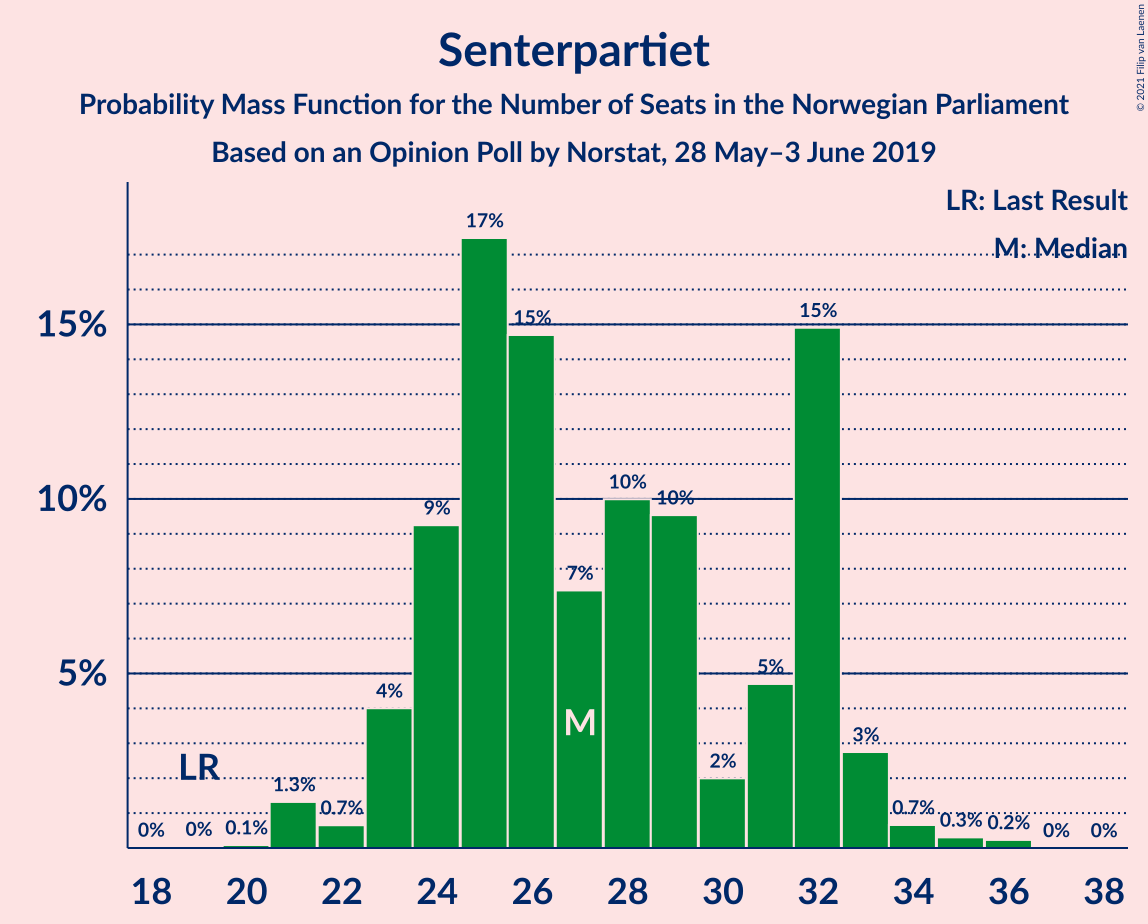 Senterpartiet
Probability Mass Function for the Number of Seats in the Norwegian Parliament
Based on an Opinion Poll by Norstat, 28 May–3 June 2019
© 2021 Filip van Laenen
LR: Last Result
M: Median
15%
10%
5%
0% 0% 0.1% 1.3% 0.7% 4% 9% 17% 15% 7% 10% 10% 2% 5% 15% 3% 0.7% 0.3% 0.2% 0% 0%
LR
M
18 20 22 24 26 28 30 32 34 36 38